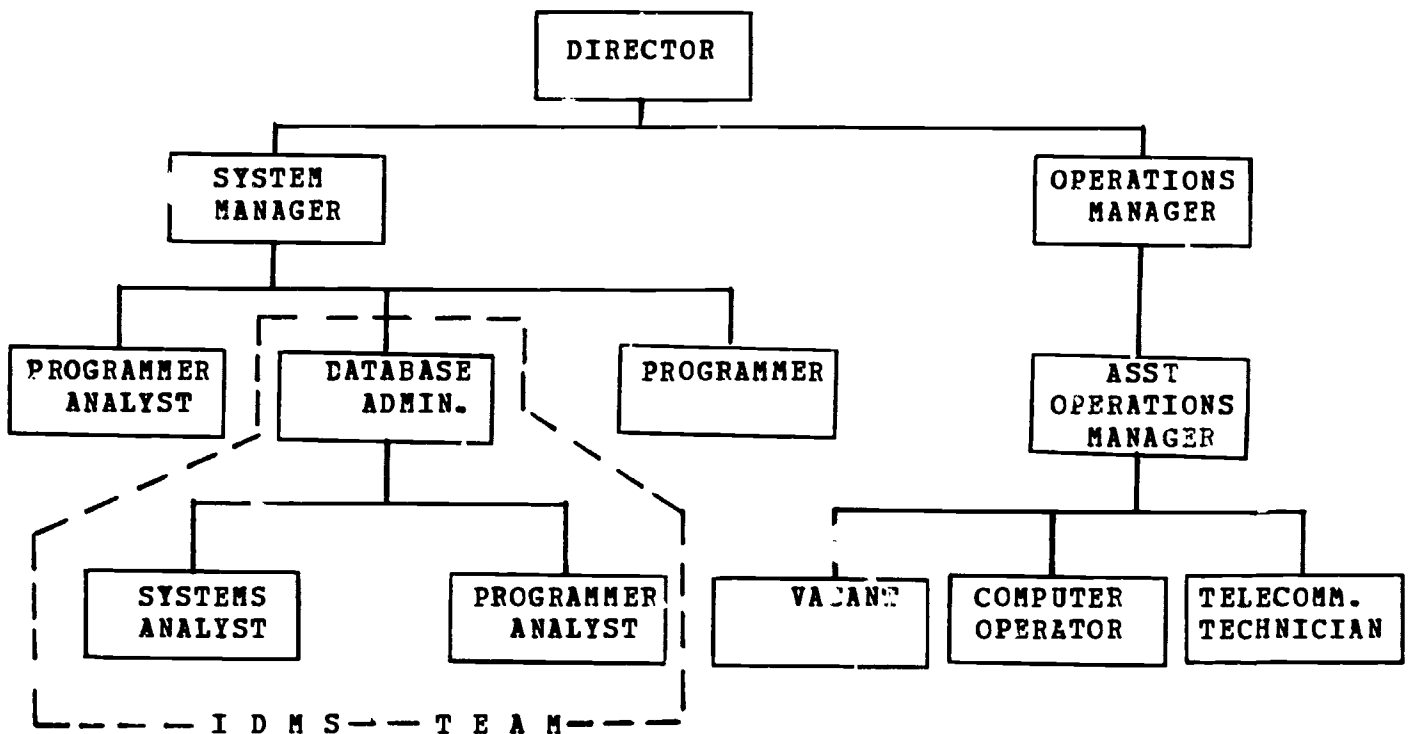 DIRECTOR
SYSTEM
MANAGER
OPERATIONS
MANAGER
PROGRAMMER
ANALYST
DATABASE
ADMIN.
PROGRAMMER
ASST
OPERATIONS
MANAGER
SYSTEMS
ANALYST
PROGRAMMER
ANALYST
VACANT
COMPUTER
OPERATOR
TELECOMM.
TECHNICIAN
I D M S T E A M